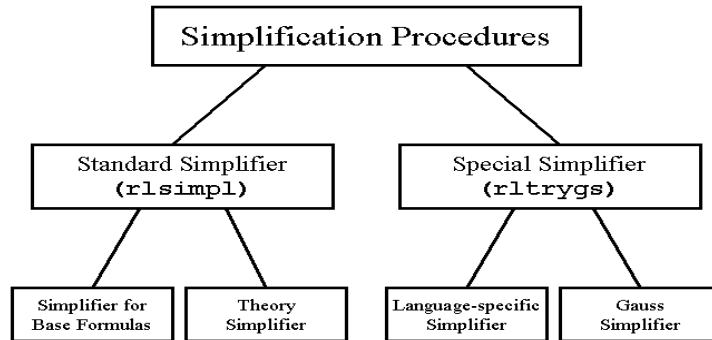 Simplification Procedures
Standard Simplifier
(rlsimpl)
Special Simplifier
(rltrygs)
Simplifier for
Base Formulas
Theory
Simplifier
Language-specific
Simplifier
Gauss
Simplifier